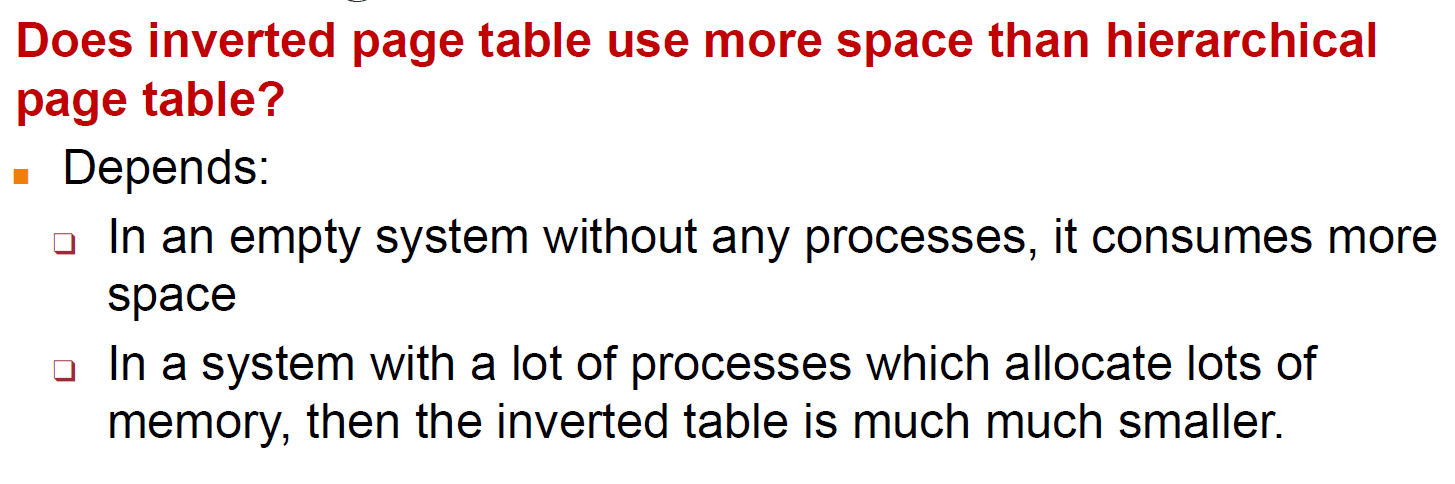 Does inverted page table use more space than hierarchical
page table?
Depends:
In an empty system without any processes, it consumes more
space
In a system with a lot of processes which allocate lots of
memory, then the inverted table is much much smaller.